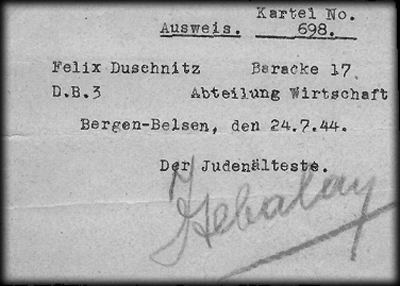 Kartei No.
Ausweis. 698.
Felix Duschnitz Baracke 17
D.B.3 Abteilung Wirtschaft
Bergen-Belsen, den 24.7.44.
Der Judenälteste.